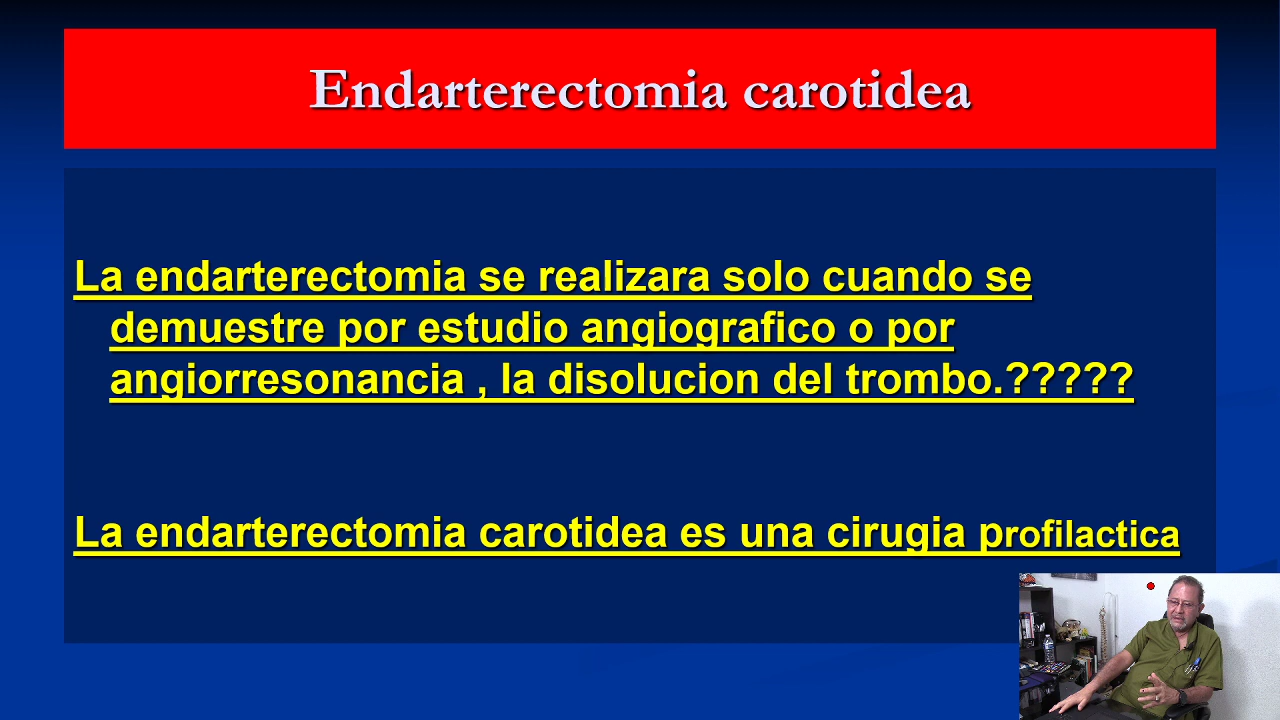 Endarterectomia carotidea
La endarterectomia se realizara solo cuando se
demuestre por estudio angiografico o por
angiorresonancia , la disolucion del trombo.?????
La endarterectomia carotidea es una cirugia profilactica